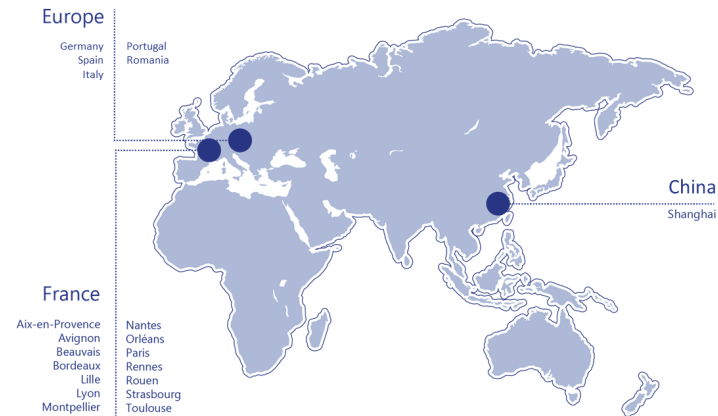 Europe
Germany
Spain
Italy
Portugal
Romania
China
Shanghai
France
Aix-en-Provence
Avignon
Beauvais
Bordeaux
Lille
Lyon
Montpellier
Nantes
Orléans
Paris
Rennes
Rouen
Strasbourg
Toulouse